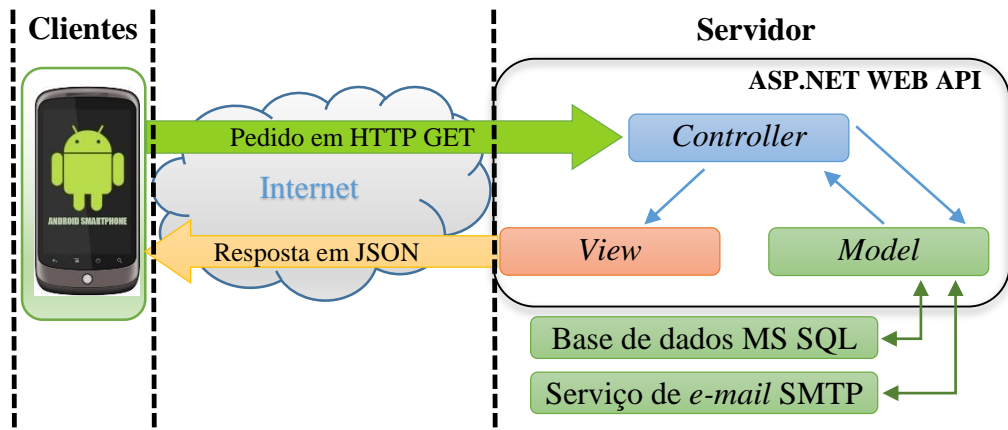 Clientes
Servidor
ASP.NET WEB API
Pedido em HTTP GET
Controller
Internet
ANDROID SMARTPHONE
Resposta em JSON
View
Model
Base de dados MS SQL
Serviço de e-mail SMTP